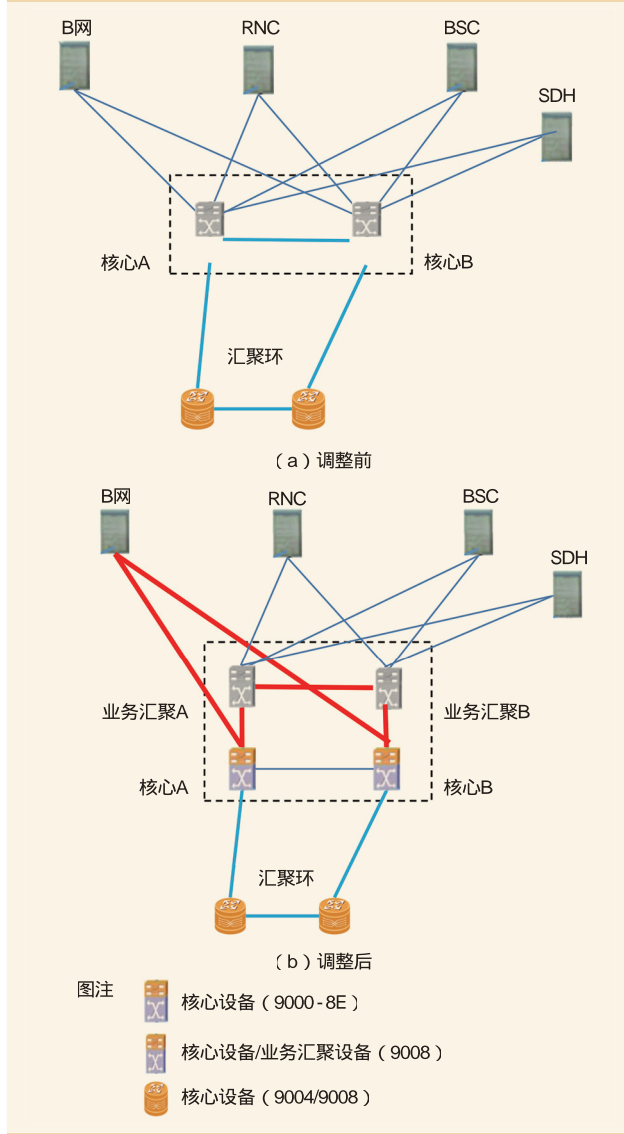 B网 RNC BSC
SDH
核心A 核心B
汇聚环
（a）调整前
B网 RNC BSC
SDH
业务汇聚A 业务汇聚B
核心A 核心B
汇聚环
（b）调整后
图注 核心设备（9000-8E）
核心设备/业务汇聚设备（9008）
核心设备（9004/9008）